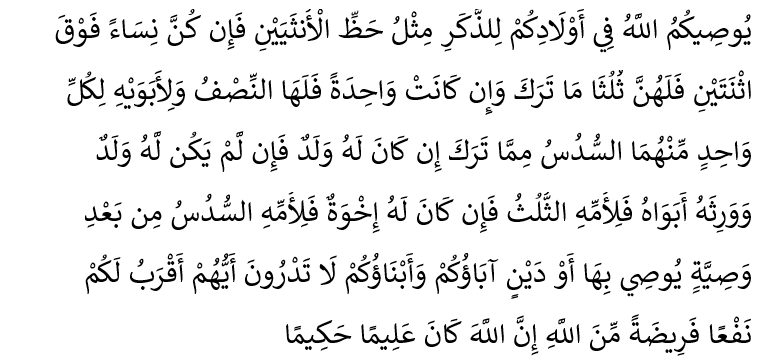 يُوصِيكُمُ اللَّهُ فِي أَوْلَادِكُمْ لِلذَّكَرِ مِثْلُ حَظِّ الْأُنثَيَيْنِ فَإِن كُنَّ نِسَاءً فَوْقَ
اثْنَتَيْنِ فَلَهُنَّ ثُلُثَا مَا تَرَكَ وَإِن كَانَتْ وَاحِدَةً فَلَهَا النِّصْفُ وَلِأَبَوَيْهِ لِكُلِّ
وَاحِدٍ مِّنْهُمَا السُّدُسُ مِمَّا تَرَكَ إِن كَانَ لَهُ وَلَدٌ فَإِن لَّمْ يَكُن لَّهُ وَلَدٌ
وَوَرِثَهُ أَبَوَاهُ فَلِأُمِّهِ الثُّلُثُ فَإِن كَانَ لَهُ إِخْوَةٌ فَلِأُمِّهِ السُّدُسُ مِن بَعْدِ
وَصِيَّةٍ يُوصِي بِهَا أَوْ دَيْنٍ آبَاؤُكُمْ وَأَبْنَاؤُكُمْ لَا تَدْرُونَ أَيُّهُمْ أَقْرَبُ لَكُمْ
نَفْعًا فَرِيضَةً مِّنَ اللَّهِ إِنَّ اللَّهَ كَانَ عَلِيمًا حَكِيمًا